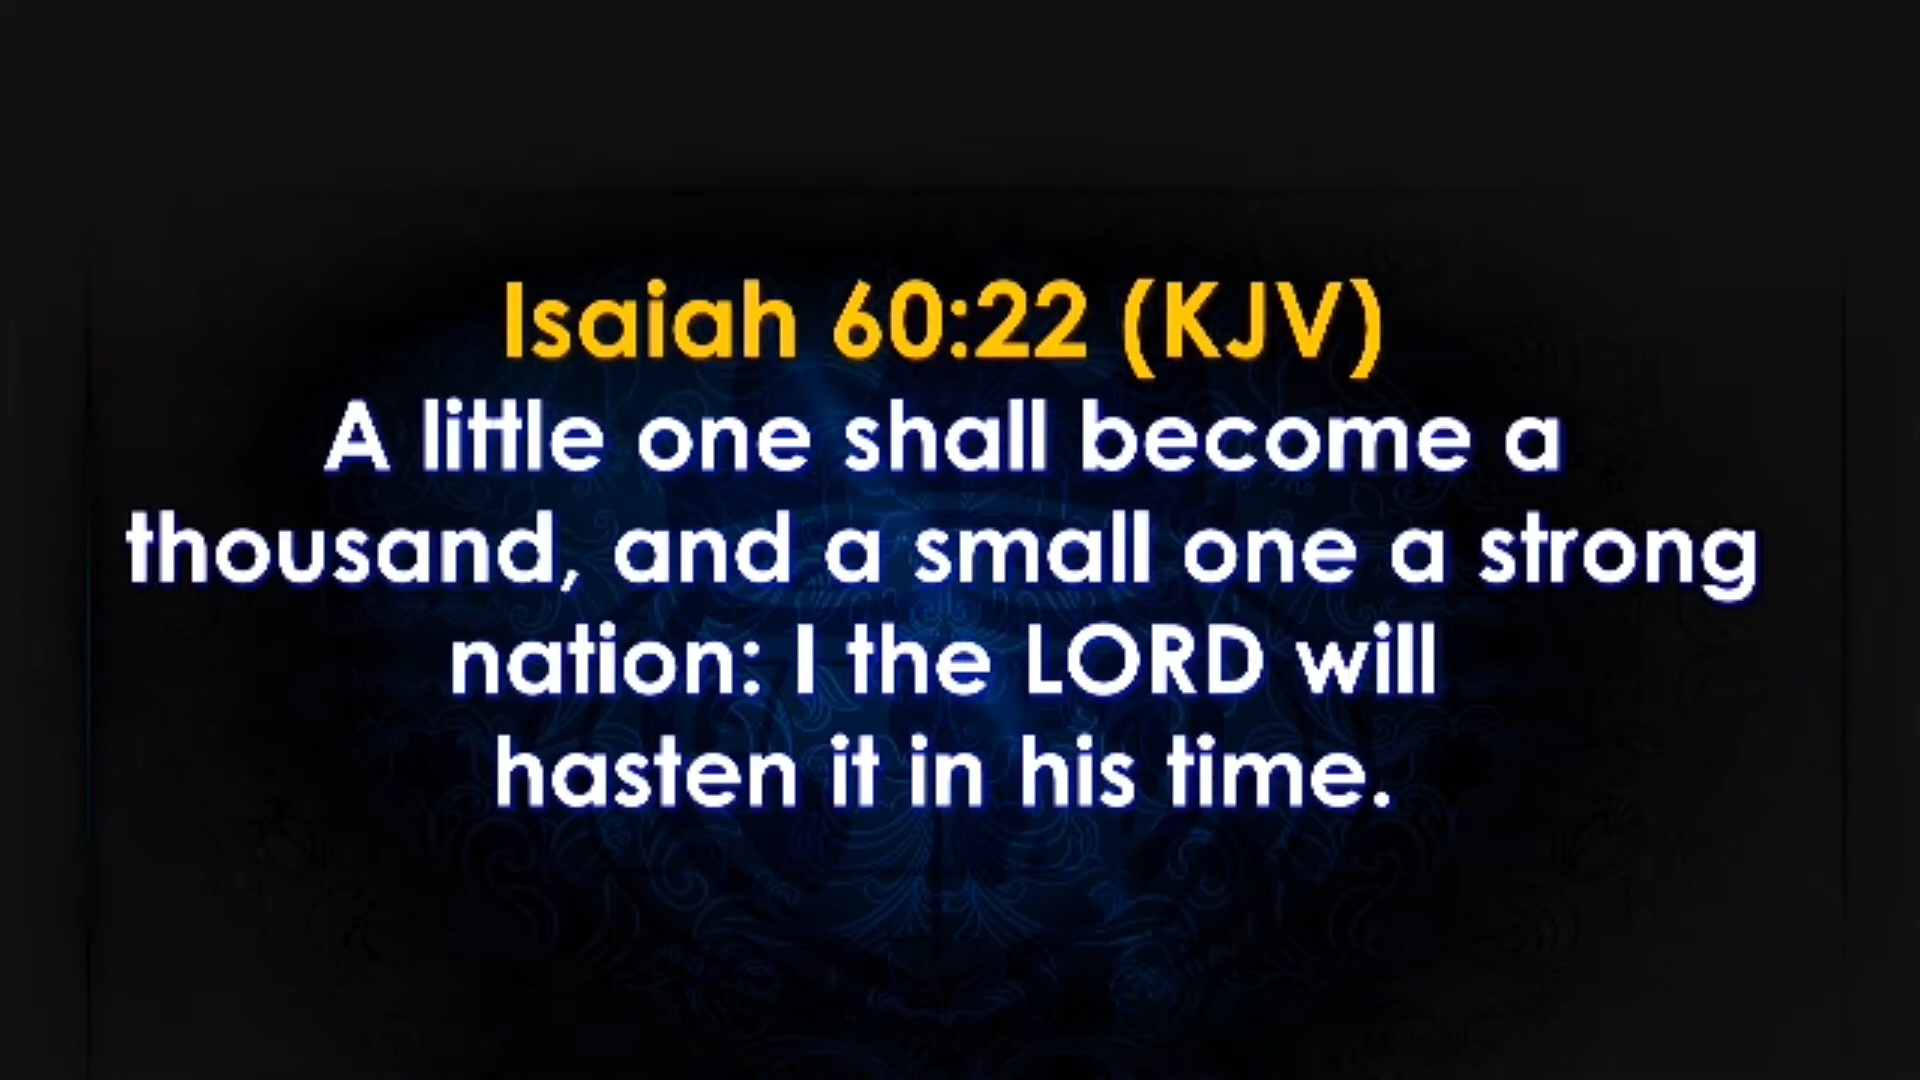 Isaiah 60:22 (KJV)
A little one shall become a
thousand, and a small one a strong
nation: I the LORD will
hasten it in his time.